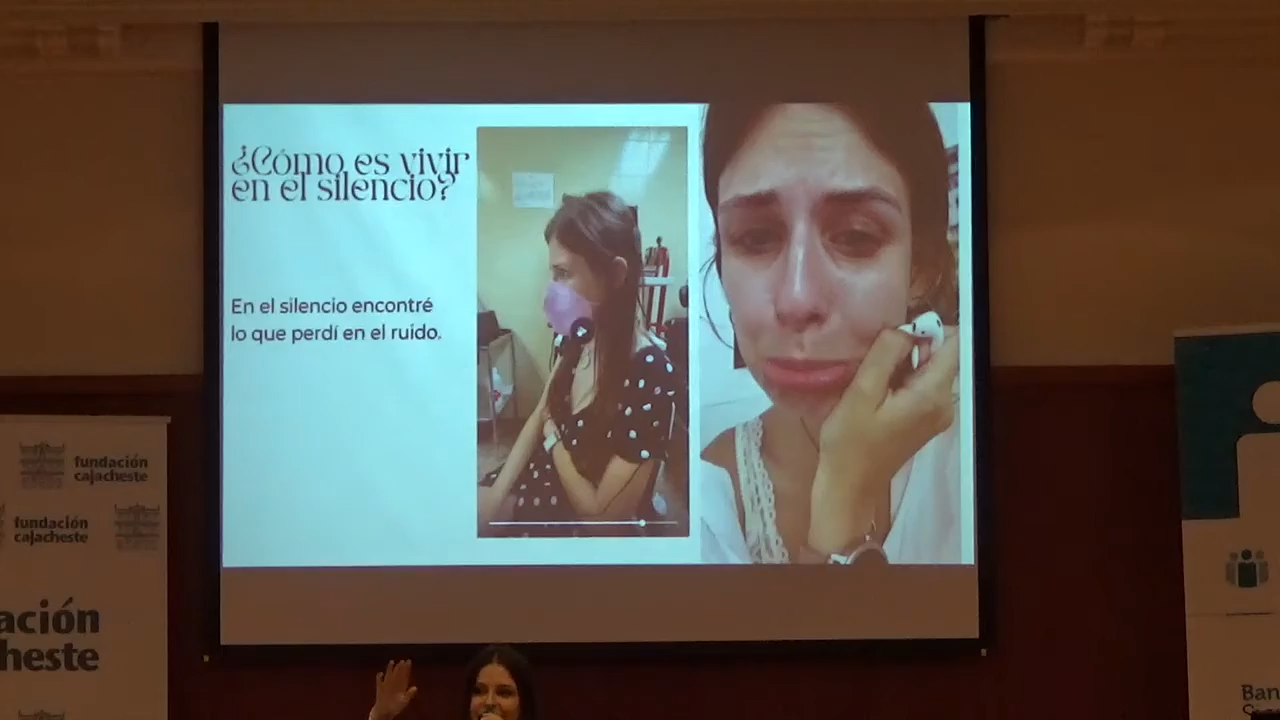 ¿Cómo es vivir
en el silencio?
En el silencio encontré
lo que perdí en el ruido.
fundación
cajacheste
fundación
cajacheste
ación
heste
Ban